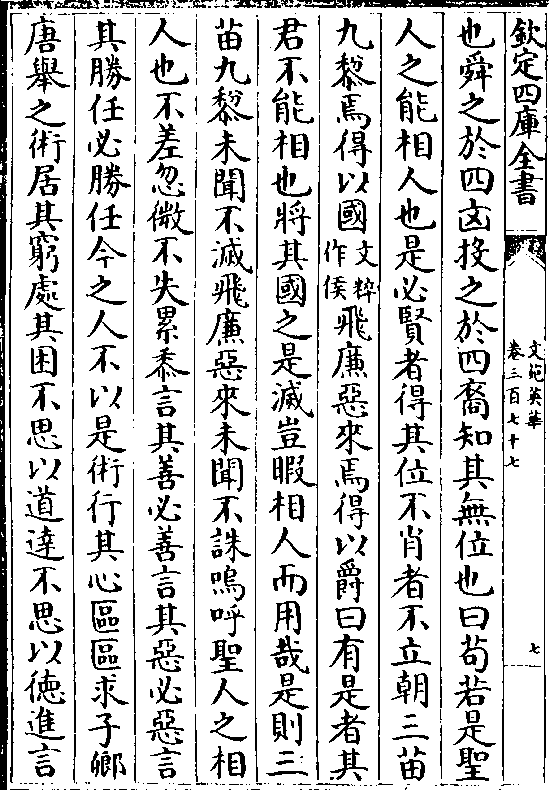 欽定四庫全書
文苑英華
卷三百七十七
七
也舜之於四凶投之於四裔知其無位也曰苟若是聖
人之能相人也是必賢者得其位不肖者不立朝三苗
九黎焉得以國文粹作侯飛廉惡來焉得以爵曰有是者其
君不能相也將其國之是滅豈暇相人而用哉是則三
苗九黎未聞不滅飛廉惡來未聞不誅嗚呼聖人之相
人也不差忽微不失累黍言其善必善言其惡必惡言
其勝任必勝任今之人不以是術行其心區區求子卿
唐舉之術居其窮處其困不思以道達不思以徳進言